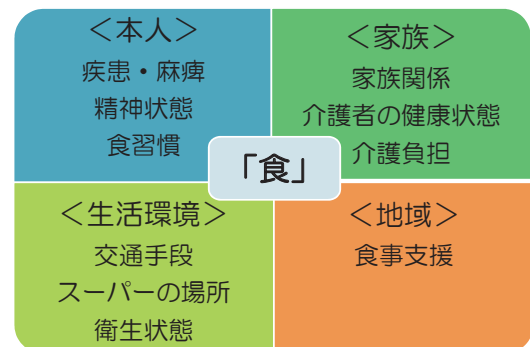 ＜本人＞
疾患・麻痺
精神状態
食習慣
＜家族＞
家族関係
介護者の健康状態
介護負担
「食」
＜生活環境＞
交通手段
スーパーの場所
衛生状態
＜地域＞
食事支援